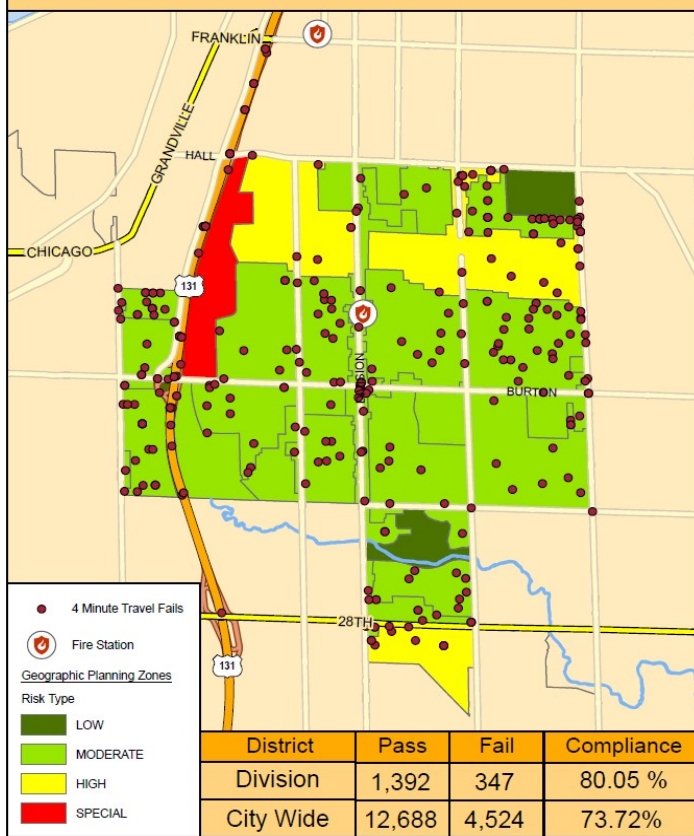 FRANKLIN
GRANDVILLE
HALL
CHICAGO
131
BURTON
28TH
131
4 Minute Travel Fails
Fire Station
Geographic Planning Zones
Risk Type
LOW
MODERATE
HIGH
SPECIAL
District Pass Fail Compliance
Division 1,392 347 80.05 %
City Wide 12,688 4,524 73.72%